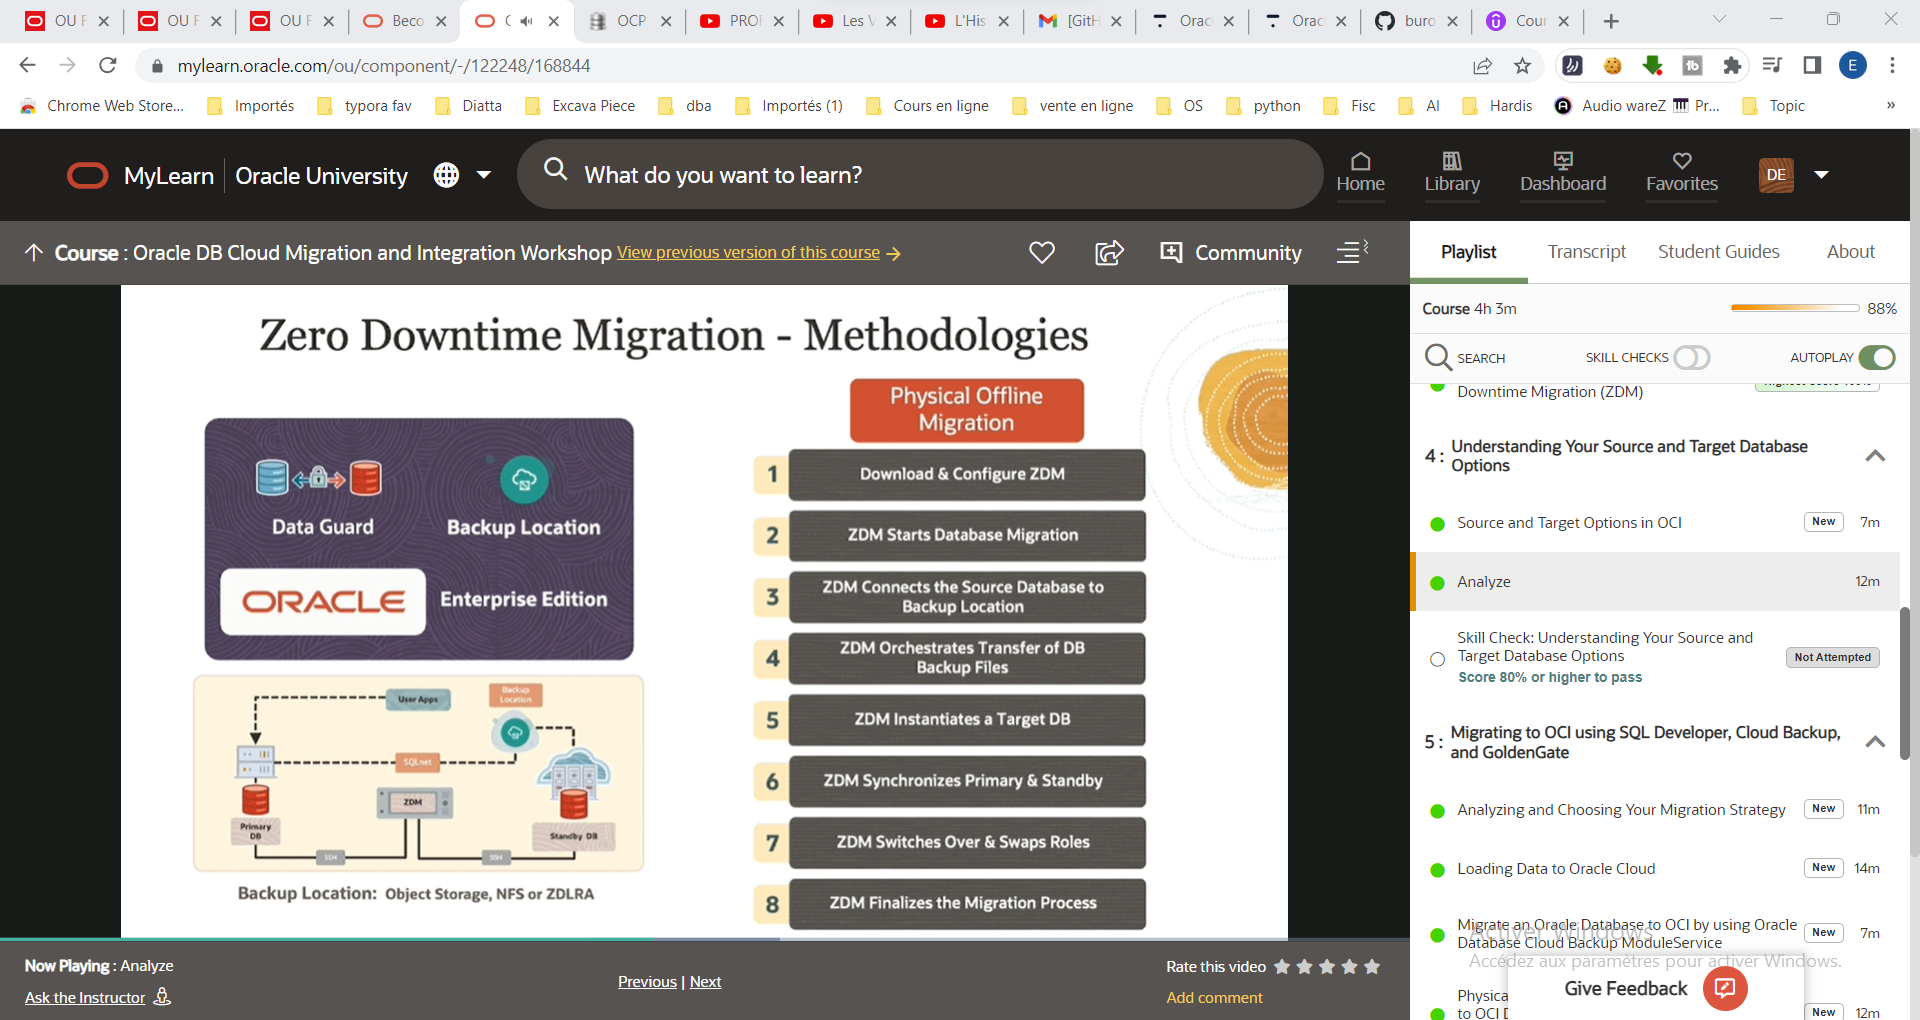 OU F
OU F
OU F
Beco
OCP
PROF
Les V
L'His
[GitH
Orac
Orac
buro
Cour
mylearn.oracle.com/ou/component/-/122248/168844
E
Chrome Web Store...
Importés
typora fav
Diatta
Excava Piece
dba
Importés (1)
Cours en ligne
vente en ligne
OS
python
Fisc
AI
Hardis
Audio wareZ
Pr...
Topic
»
MyLearn
Oracle University
What do you want to learn?
Home
Library
Dashboard
Favorites
DE
Course : Oracle DB Cloud Migration and Integration Workshop View previous version of this course
Community
Playlist
Transcript
Student Guides
About
Course 4h 3m
88%
SEARCH
SKILL CHECKS
AUTOPLAY
Zero Downtime Migration - Methodologies
Data Guard
Backup Location
ORACLE
Enterprise Edition
User Apps
Backup
Location
SQLnet
ZDM
Primary
DB
Standby DB
SSH
SSH
Backup Location: Object Storage, NFS or ZDLRA
Physical Offline
Migration
1 Download & Configure ZDM
2 ZDM Starts Database Migration
3 ZDM Connects the Source Database to
Backup Location
4 ZDM Orchestrates Transfer of DB
Backup Files
5 ZDM Instantiates a Target DB
6 ZDM Synchronizes Primary & Standby
7 ZDM Switches Over & Swaps Roles
8 ZDM Finalizes the Migration Process
Downtime Migration (ZDM)
4 : Understanding Your Source and Target Database
Options
Source and Target Options in OCI
New
7m
Analyze
12m
Skill Check: Understanding Your Source and
Target Database Options
Not Attempted
Score 80% or higher to pass
5 : Migrating to OCI using SQL Developer, Cloud Backup,
and GoldenGate
Analyzing and Choosing Your Migration Strategy
New
11m
Loading Data to Oracle Cloud
New
14m
Migrate an Oracle Database to OCI by using Oracle
Database Cloud Backup ModuleService
New
7m
Activer Windows
Accédez aux paramètres pour activer Windows.
Physica
to OCI
New
12m
Give Feedback
Now Playing : Analyze
Ask the Instructor
Previous | Next
Rate this video
Add comment